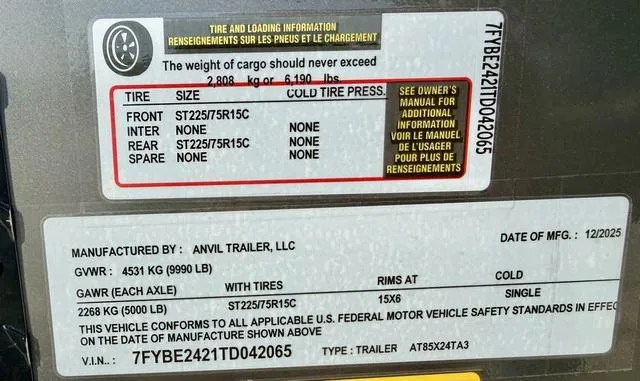 TIRE AND LOADING INFORMATION
RENSEIGNEMENTS SUR LES PNEUS ET LE CHARGEMENT
The weight of cargo should never exceed
2,808 kg or 6,190 lbs.
TIRE SIZE COLD TIRE PRESS.
FRONT ST225/75R15C
INTER NONE NONE
REAR ST225/75R15C NONE
SPARE NONE NONE
SEE OWNER'S
MANUAL FOR
ADDITIONAL
INFORMATION
VOIR LE MANUEL
DE L'USAGER
POUR PLUS DE
RENSEIGNEMENTS
7FYBE2421TD042065
MANUFACTURED BY : ANVIL TRAILER, LLC DATE OF MFG. : 12/2025
GVWR : 4531 KG (9990 LB)
GAWR (EACH AXLE) WITH TIRES RIMS AT COLD
2268 KG (5000 LB) ST225/75R15C 15X6 SINGLE
THIS VEHICLE CONFORMS TO ALL APPLICABLE U.S. FEDERAL MOTOR VEHICLE SAFETY STANDARDS IN EFFEC
ON THE DATE OF MANUFACTURE SHOWN ABOVE
V.I.N.: 7FYBE2421TD042065 TYPE : TRAILER AT85X24TA3